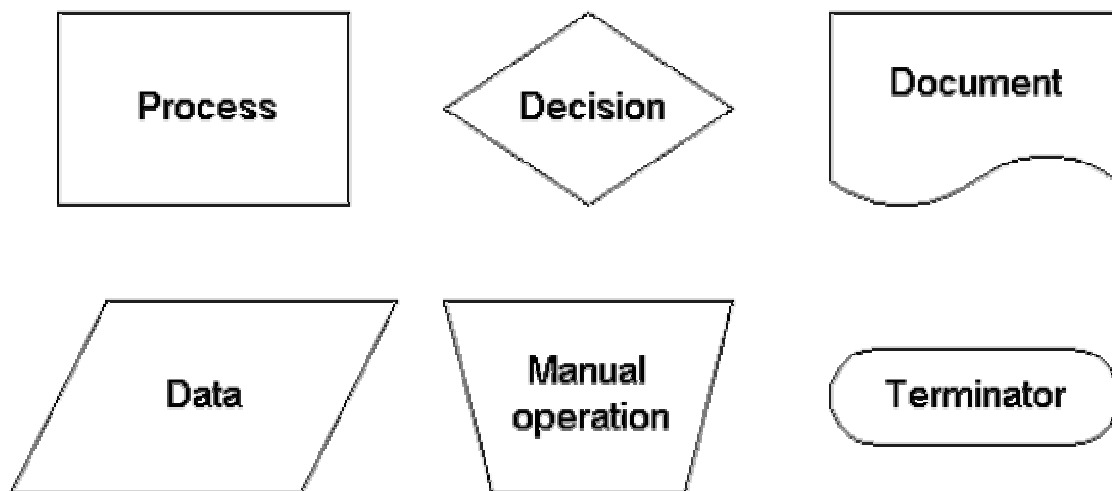 Process
Decision
Document
Data
Manual
operation
Terminator